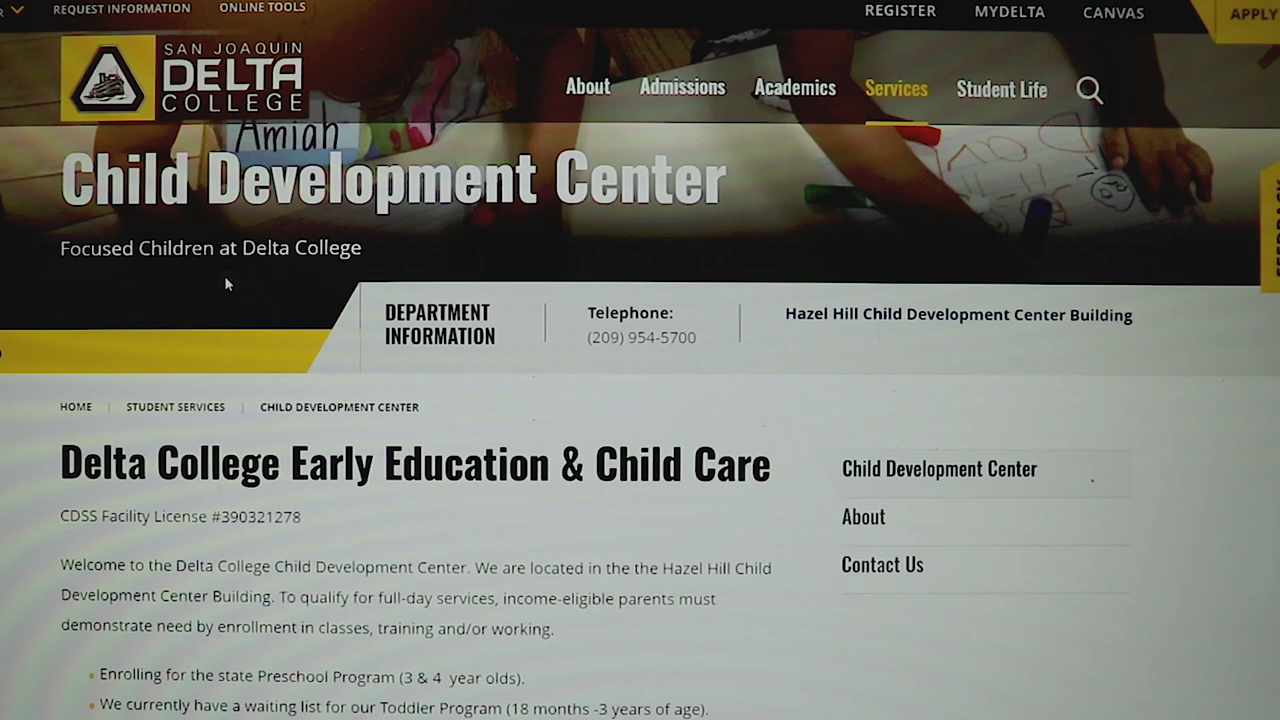 REQUEST INFORMATION ONLINE TOOLS REGISTER MYDELTA CANVAS APPLY
SAN JOAQUIN
DELTA
COLLEGE
About Admissions Academics Services Student Life
Amiah
Child Development Center
Focused Children at Delta College
DEPARTMENT
INFORMATION
Telephone:
(209) 954-5700
Hazel Hill Child Development Center Building
HOME | STUDENT SERVICES | CHILD DEVELOPMENT CENTER
Delta College Early Education & Child Care
CDSS Facility License #390321278
Welcome to the Delta College Child Development Center. We are located in the the Hazel Hill Child
Development Center Building. To qualify for full-day services, income-eligible parents must
demonstrate need by enrollment in classes, training and/or working.
Enrolling for the state Preschool Program (3 & 4 year olds).
We currently have a waiting list for our Toddler Program (18 months -3 years of age).
Child Development Center
About
Contact Us